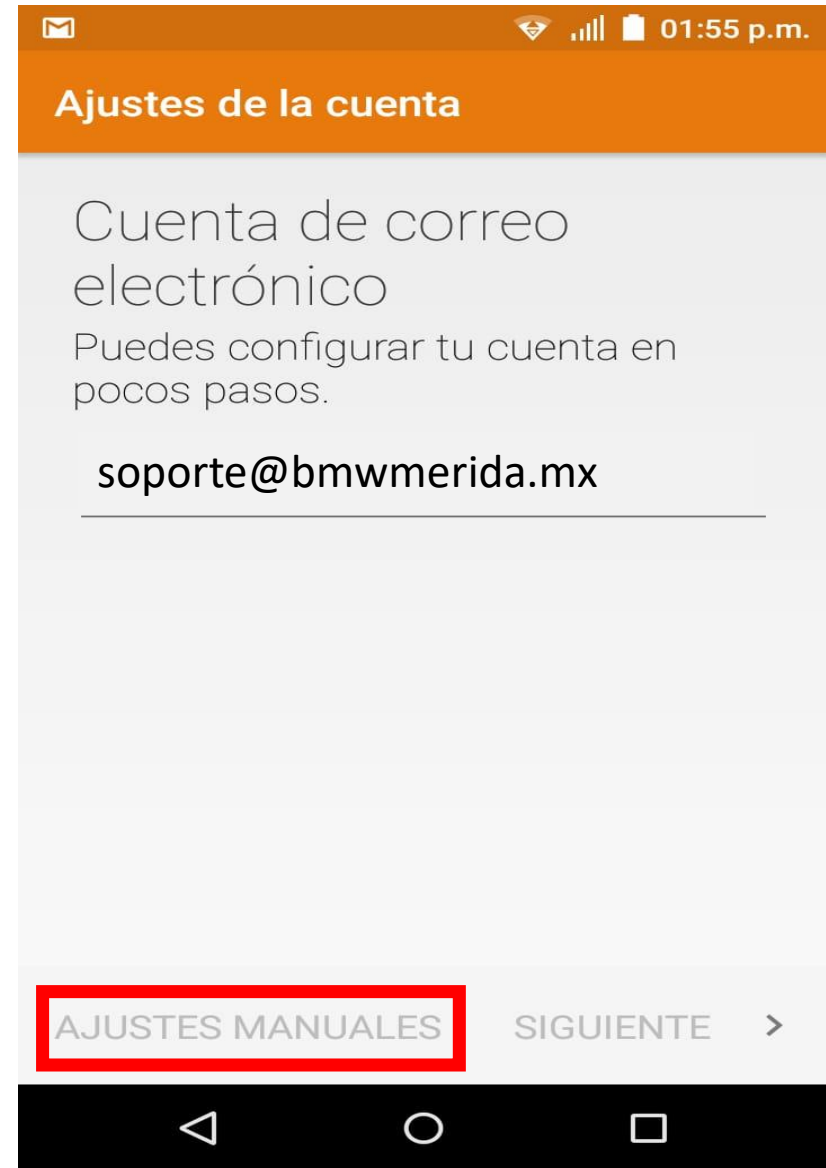 01:55 p.m.
Ajustes de la cuenta
Cuenta de correo
electrónico
Puedes configurar tu cuenta en
pocos pasos.
soporte@bmwmerida.mx
AJUSTES MANUALES SIGUIENTE >